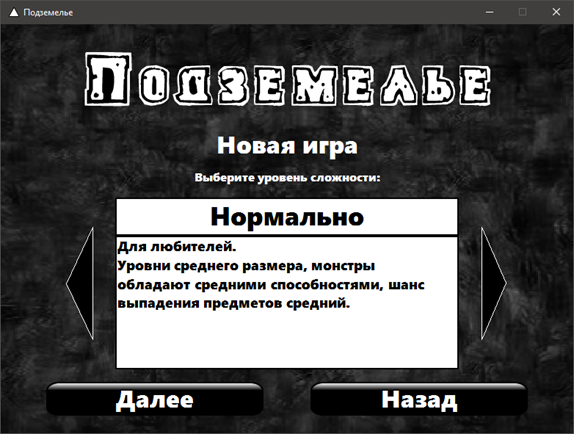 Подземелье
Подземелье
Новая игра
Выберите уровень сложности:
Нормально
Для любителей.
Уровни среднего размера, монстры
обладают средними способностями, шанс
выпадения предметов средний.
Далее
Назад